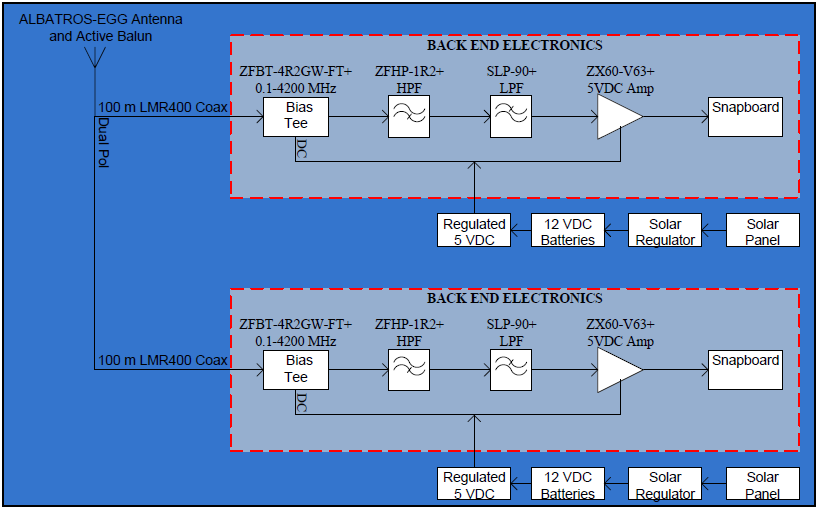 ALBATROS-EGG Antenna
and Active Balun
BACK END ELECTRONICS
ZFBT-4R2GW-FT+
0.1-4200 MHz
ZFHP-1R2+
HPF
SLP-90+
LPF
ZX60-V63+
5VDC Amp
100 m LMR400 Coax
Dual Pol
Bias
Tee
DC
Snapboard
Regulated
5 VDC
12 VDC
Batteries
Solar
Regulator
Solar
Panel
BACK END ELECTRONICS
ZFBT-4R2GW-FT+
0.1-4200 MHz
ZFHP-1R2+
HPF
SLP-90+
LPF
ZX60-V63+
5VDC Amp
100 m LMR400 Coax
Bias
Tee
DC
Snapboard
Regulated
5 VDC
12 VDC
Batteries
Solar
Regulator
Solar
Panel